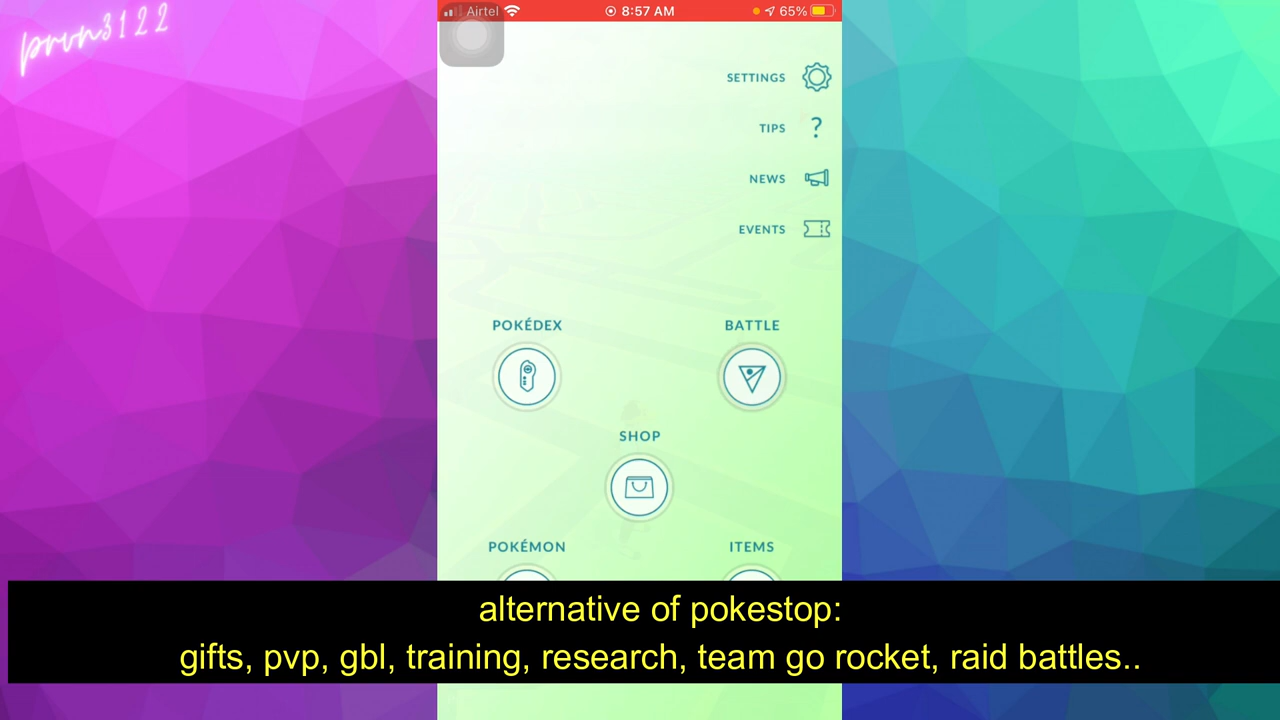 prvn3122
Airtel
8:57 AM
65%
SETTINGS
TIPS
?
NEWS
EVENTS
POKÉDEX
BATTLE
SHOP
POKÉMON
ITEMS
alternative of pokestop:
gifts, pvp, gbl, training, research, team go rocket, raid battles..